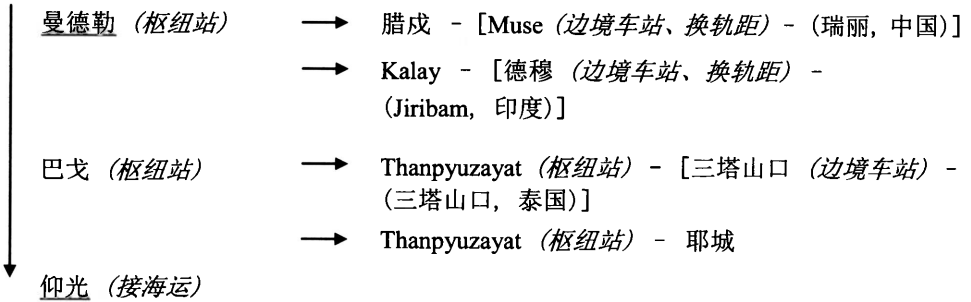 曼德勒 (枢纽站) → 腊戍 - [Muse (边境车站、换轨距) - (瑞丽, 中国)]
→ Kalay - [德穆 (边境车站、换轨距) -
(Jiribam, 印度)]
巴戈 (枢纽站) → Thanpyuzayat (枢纽站) - [三塔山口 (边境车站) -
(三塔山口, 泰国)]
→ Thanpyuzayat (枢纽站) - 耶城
仰光 (接海运)